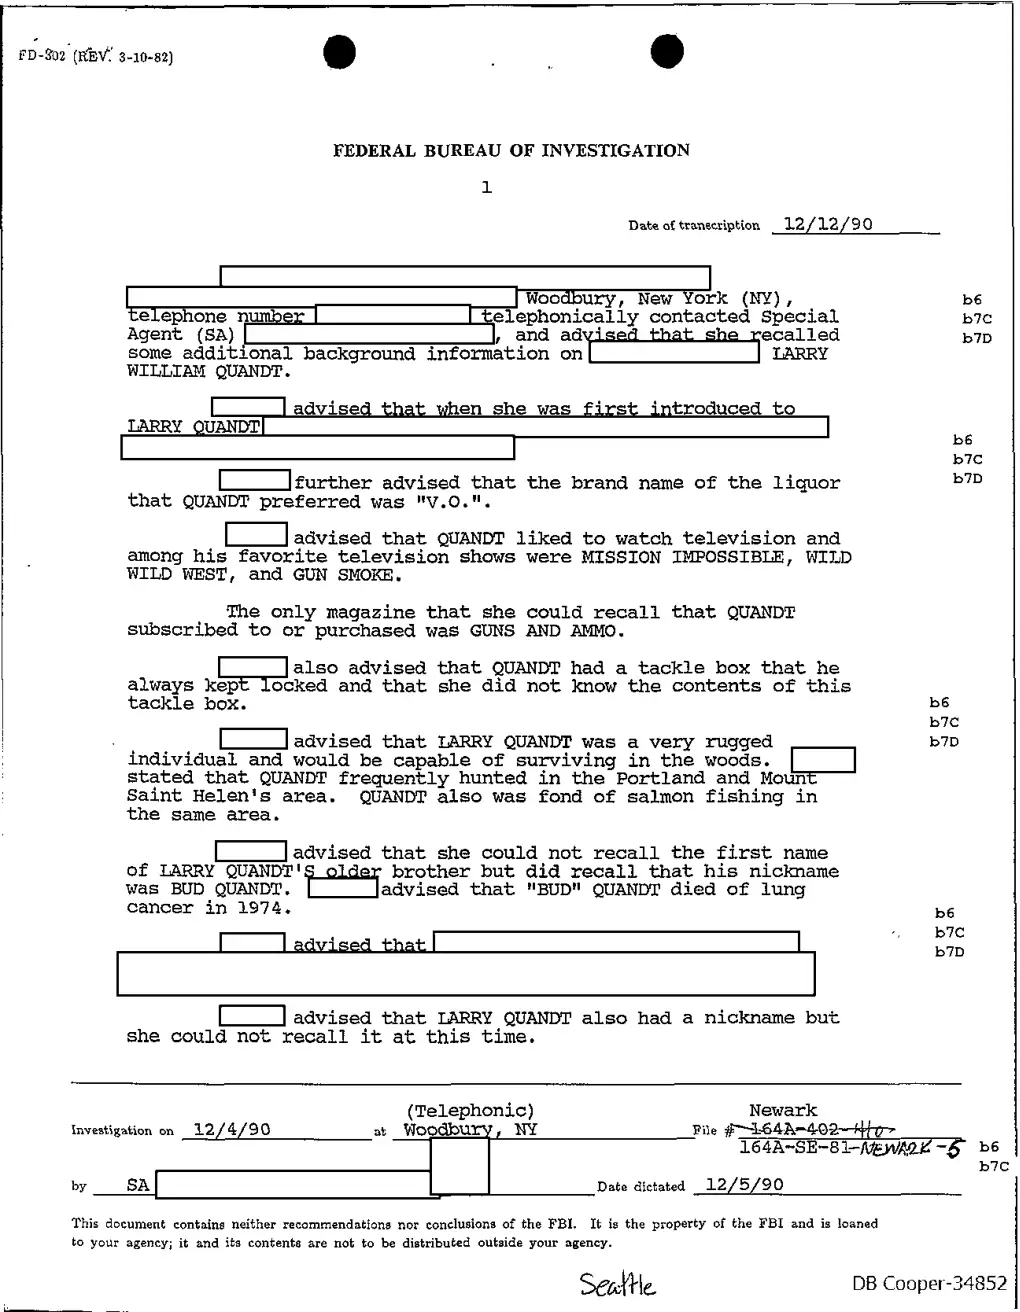 FD-302 (REV. 3-10-82)
FEDERAL BUREAU OF INVESTIGATION
1
Date of transcription 12/12/90
Woodbury, New York (NY),
telephone number telephonically contacted Special
Agent (SA) , and advised that she recalled
some additional background information on LARRY
WILLIAM QUANDT.
b6
b7C
b7D
advised that when she was first introduced to
LARRY QUANDT
b6
b7C
b7D
further advised that the brand name of the liquor
that QUANDT preferred was "V.O.".
advised that QUANDT liked to watch television and
among his favorite television shows were MISSION IMPOSSIBLE, WILD
WILD WEST, and GUN SMOKE.
The only magazine that she could recall that QUANDT
subscribed to or purchased was GUNS AND AMMO.
also advised that QUANDT had a tackle box that he
always kept locked and that she did not know the contents of this
tackle box.
b6
b7C
b7D
advised that LARRY QUANDT was a very rugged
individual and would be capable of surviving in the woods.
stated that QUANDT frequently hunted in the Portland and Mount
Saint Helen's area. QUANDT also was fond of salmon fishing in
the same area.
advised that she could not recall the first name
of LARRY QUANDT'S older brother but did recall that his nickname
was BUD QUANDT. advised that "BUD" QUANDT died of lung
cancer in 1974.
b6
b7C
b7D
advised that
advised that LARRY QUANDT also had a nickname but
she could not recall it at this time.
(Telephonic) Newark
Investigation on 12/4/90 at Woodbury, NY File # 164A-402-
164A-SE-81-NEWARK-5
b6
b7C
by SA Date dictated 12/5/90
This document contains neither recommendations nor conclusions of the FBI. It is the property of the FBI and is loaned
to your agency; it and its contents are not to be distributed outside your agency.
Seattle
DB Cooper-34852